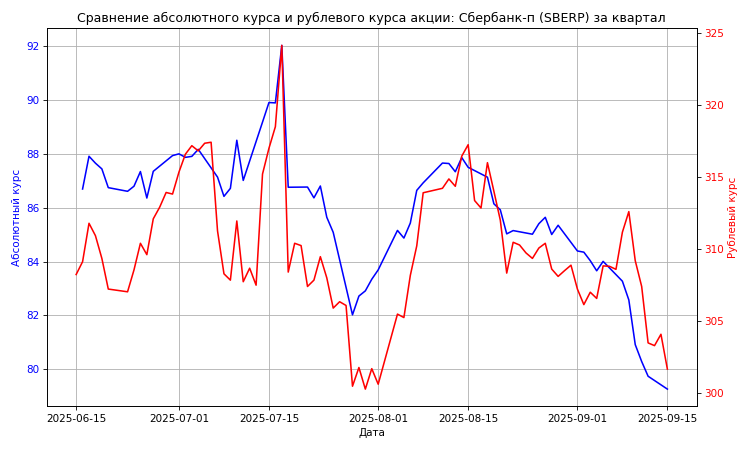 Сравнение абсолютного курса и рублевого курса акции: Сбербанк-п (SBERP) за квартал
92
90
88
86
84
82
80
Абсолютный курс
325
320
315
310
305
300
Рублевый курс
2025-06-15 2025-07-01 2025-07-15 2025-08-01 2025-08-15 2025-09-01 2025-09-15
Дата